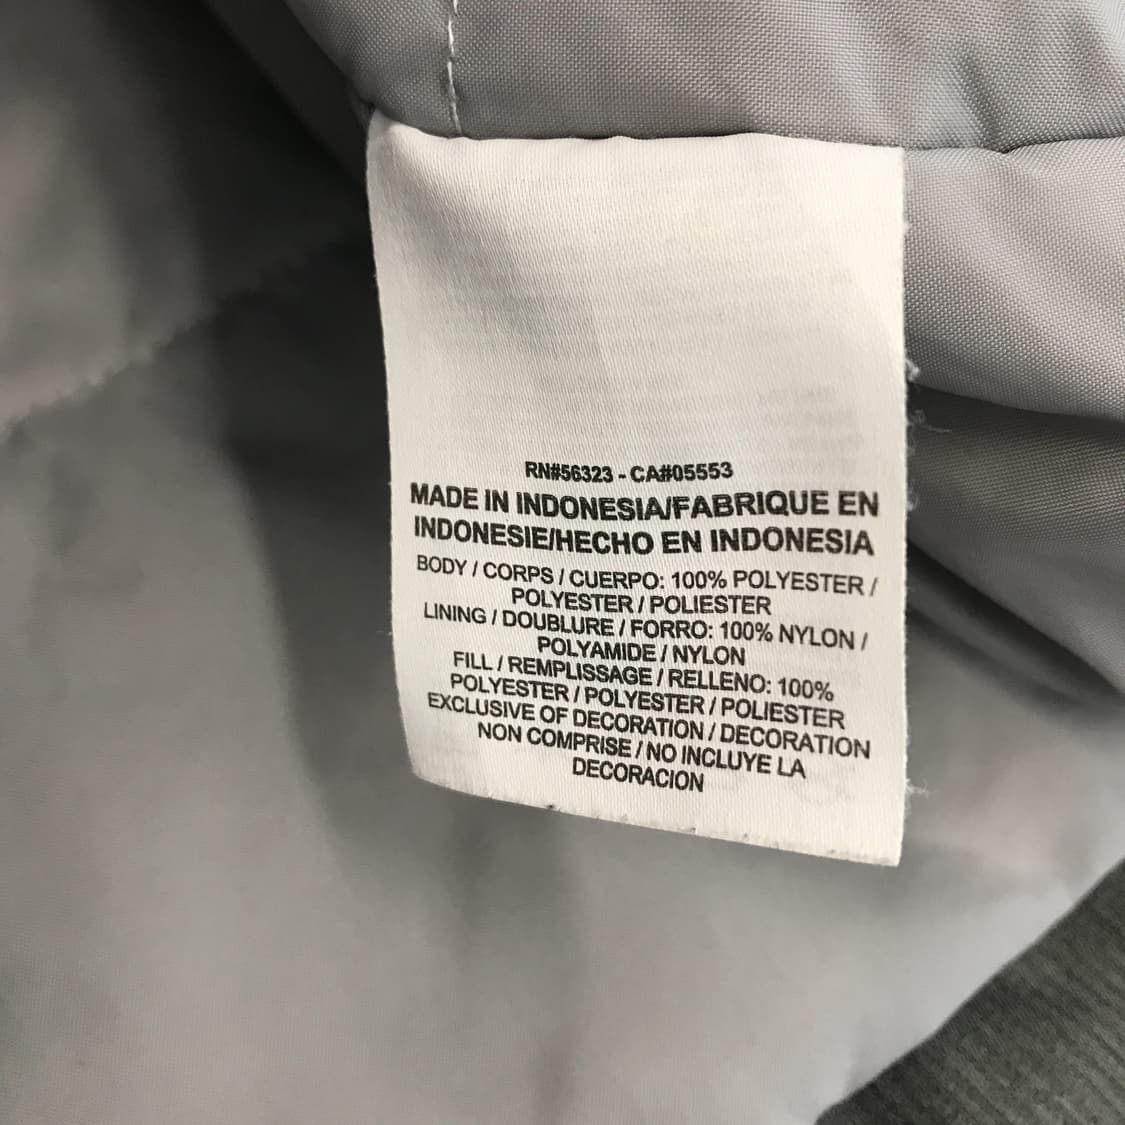 RN#56323 - CA#05553
MADE IN INDONESIA/FABRIQUE EN
INDONESIE/HECHO EN INDONESIA
BODY / CORPS / CUERPO: 100% POLYESTER /
POLYESTER / POLIESTER
LINING / DOUBLURE / FORRO: 100% NYLON /
POLYAMIDE / NYLON
FILL / REMPLISSAGE / RELLENO: 100%
POLYESTER / POLYESTER / POLIESTER
EXCLUSIVE OF DECORATION / DECORATION
NON COMPRISE / NO INCLUYE LA
DECORACION